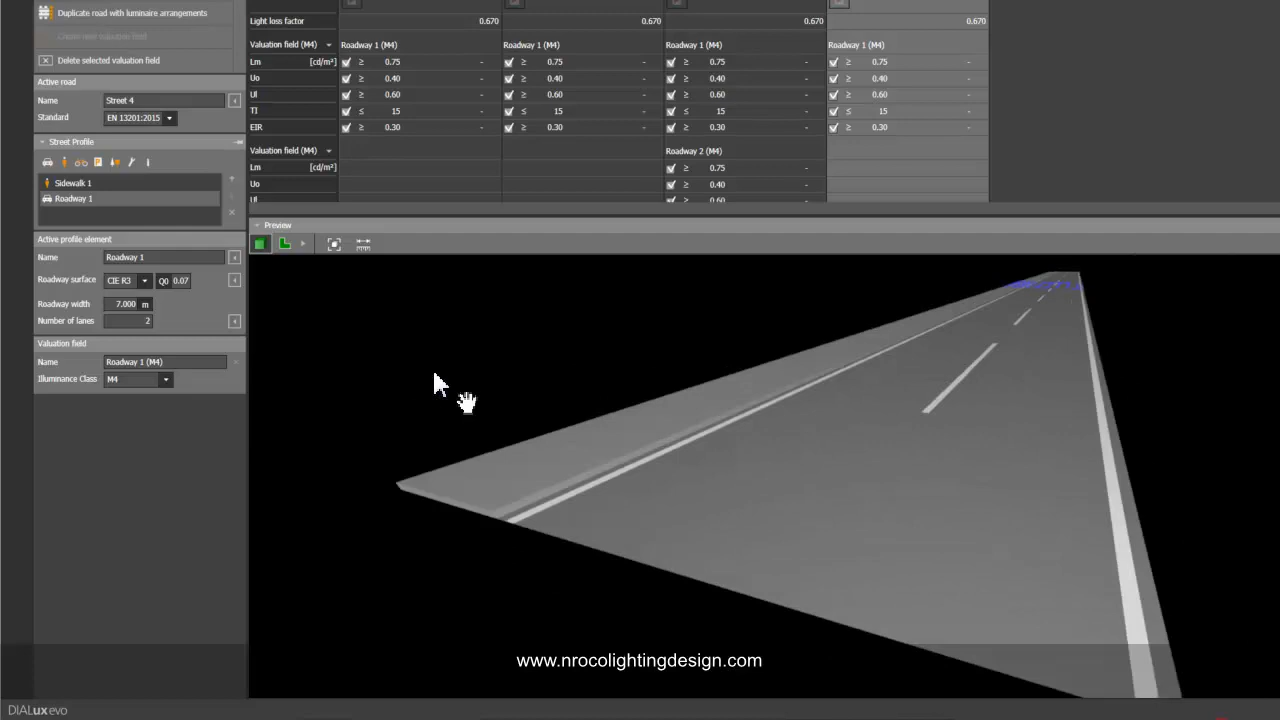 Duplicate road with luminaire arrangements
Create new valuation field
Delete selected valuation field
Active road
Name Street 4
Standard EN 13201:2015
Street Profile
Sidewalk 1
Roadway 1
Active profile element
Name Roadway 1
Roadway surface CIE R3 Q0 0.07
Roadway width 7.000 m
Number of lanes 2
Valuation field
Name Roadway 1 (M4)
Illuminance Class M4
Light loss factor 0.670 0.670 0.670 0.670
Valuation field (M4) Roadway 1 (M4) Roadway 1 (M4) Roadway 1 (M4) Roadway 1 (M4)
Lm [cd/m²] ≥ 0.75 - ≥ 0.75 - ≥ 0.75 - ≥ 0.75 -
Uo ≥ 0.40 - ≥ 0.40 - ≥ 0.40 - ≥ 0.40 -
Ul ≥ 0.60 - ≥ 0.60 - ≥ 0.60 - ≥ 0.60 -
TI ≤ 15 - ≤ 15 - ≤ 15 - ≤ 15 -
EIR ≥ 0.30 - ≥ 0.30 - ≥ 0.30 - ≥ 0.30 -
Valuation field (M4) Roadway 2 (M4)
Lm [cd/m²] ≥ 0.75 -
Uo ≥ 0.40 -
Ul ≥ 0.60 -
Preview
www.nrocolightingdesign.com
DIALux evo